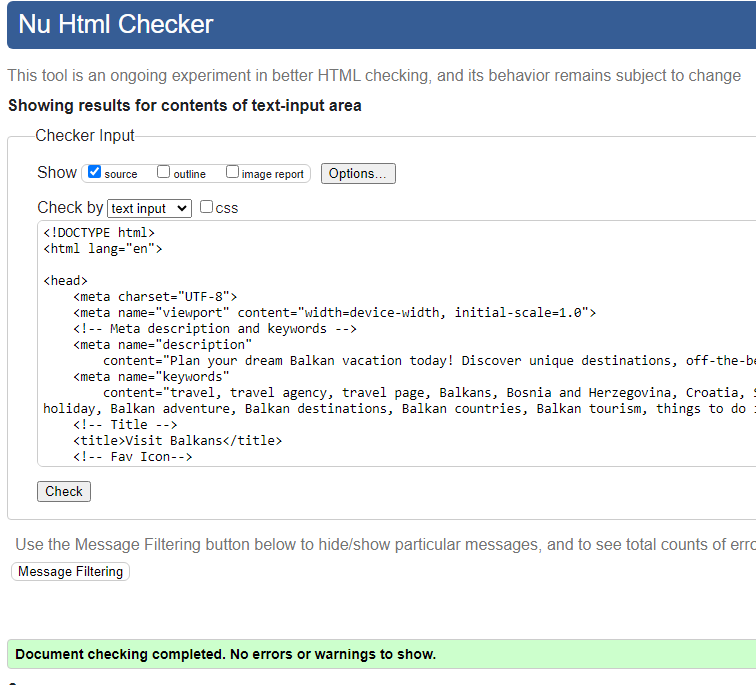 Nu Html Checker
This tool is an ongoing experiment in better HTML checking, and its behavior remains subject to change
Showing results for contents of text-input area
Checker Input
Show source outline image report Options...
Check by text input css
<!DOCTYPE html>
<html lang="en">
<head>
<meta charset="UTF-8">
<meta name="viewport" content="width=device-width, initial-scale=1.0">
<!-- Meta description and keywords -->
<meta name="description"
content="Plan your dream Balkan vacation today! Discover unique destinations, off-the-be
<meta name="keywords"
content="travel, travel agency, travel page, Balkans, Bosnia and Herzegovina, Croatia,
holiday, Balkan adventure, Balkan destinations, Balkan countries, Balkan tourism, things to do
<!-- Title -->
<title>Visit Balkans</title>
<!-- Fav Icon-->
Check
Use the Message Filtering button below to hide/show particular messages, and to see total counts of erro
Message Filtering
Document checking completed. No errors or warnings to show.